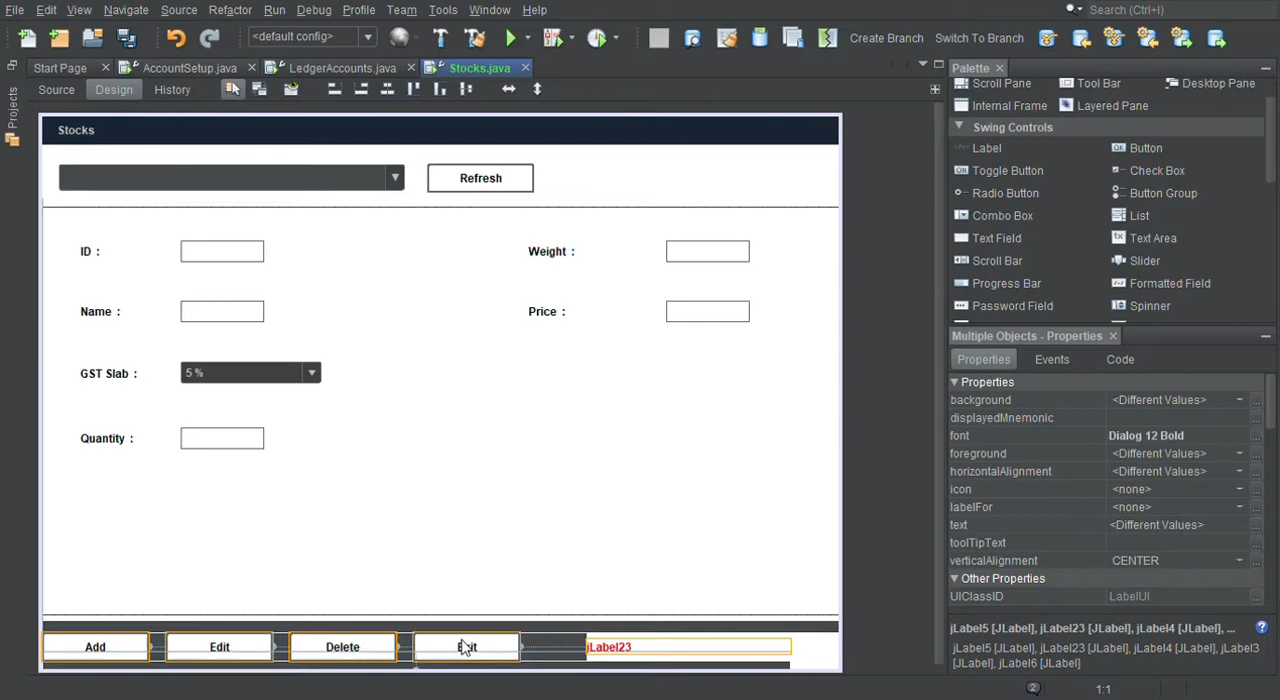 File Edit View Navigate Source Refactor Run Debug Profile Team Tools Window Help
Search (Ctrl+I)
<default config>
Create Branch Switch To Branch
Start Page AccountSetup.java LedgerAccounts.java Stocks.java
Palette
Source Design History
Projects
Scroll Pane Tool Bar Desktop Pane
Internal Frame Layered Pane
Swing Controls
Label Button
Toggle Button Check Box
Radio Button Button Group
Combo Box List
Text Field Text Area
Scroll Bar Slider
Progress Bar Formatted Field
Password Field Spinner
Stocks
Refresh
ID : Weight :
Name : Price :
GST Slab : 5 %
Quantity :
Add Edit Delete jLabel23
Multiple Objects - Properties
Properties Events Code
Properties
background <Different Values>
displayedMnemonic
font Dialog 12 Bold
foreground <Different Values>
horizontalAlignment <Different Values>
icon <none>
labelFor <none>
text <Different Values>
toolTipText
verticalAlignment CENTER
Other Properties
UIClassID LabelUI
jLabel5 [JLabel], jLabel23 [JLabel], jLabel4 [JLabel], ...
jLabel5 [JLabel], jLabel23 [JLabel], jLabel4 [JLabel], jLabel3
[JLabel], jLabel6 [JLabel]
2 1:1